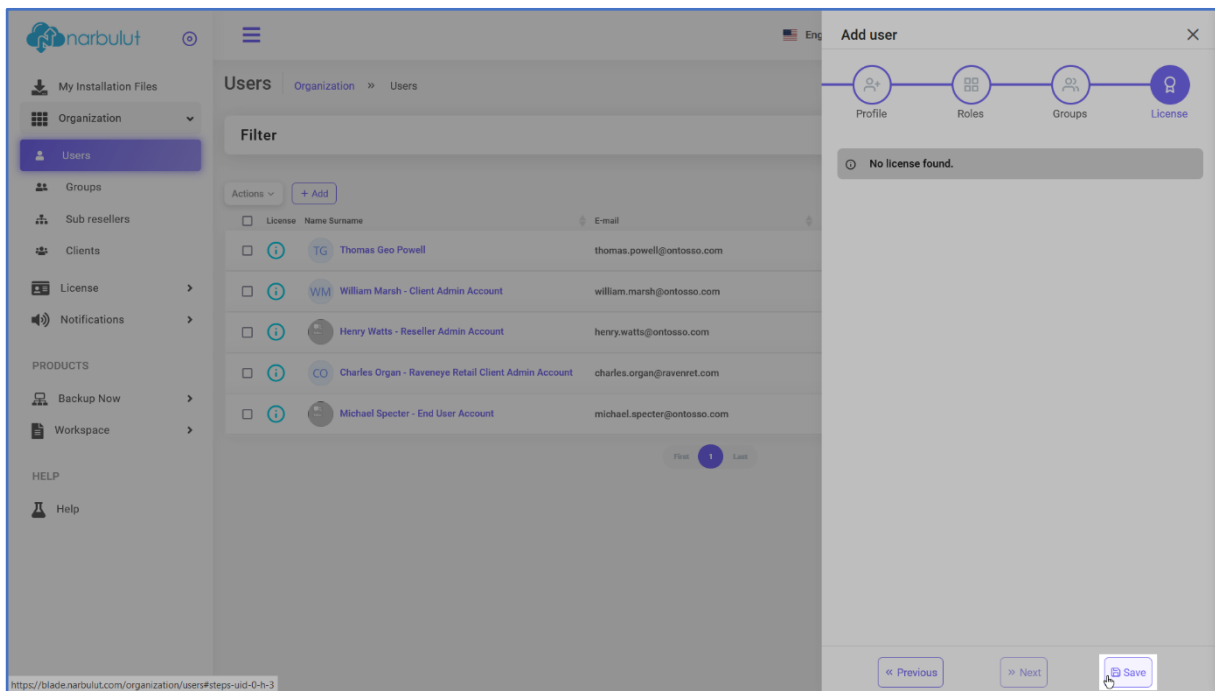 narbulut
Eng
Add user
My Installation Files
Users
Organization » Users
Profile
Roles
Groups
License
Organization
Filter
No license found.
Users
Groups
Actions
+ Add
Sub resellers
License Name Surname E-mail
Clients
TG Thomas Geo Powell thomas.powell@ontosso.com
License
WM William Marsh - Client Admin Account william.marsh@ontosso.com
Notifications
Henry Watts - Reseller Admin Account henry.watts@ontosso.com
PRODUCTS
CO Charles Organ - Raveneye Retail Client Admin Account charles.organ@ravenret.com
Backup Now
Michael Specter - End User Account michael.specter@ontosso.com
Workspace
First 1 Last
HELP
Help
« Previous
» Next
Save
https://blade.narbulut.com/organization/users#steps-uid-0-h-3